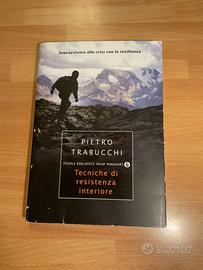 Sopravvivere alle crisi con la resilienza
PIETRO
TRABUCCHI
PICCOLA BIBLIOTECA OSCAR MONDADORI
Tecniche di
resistenza
interiore
subito